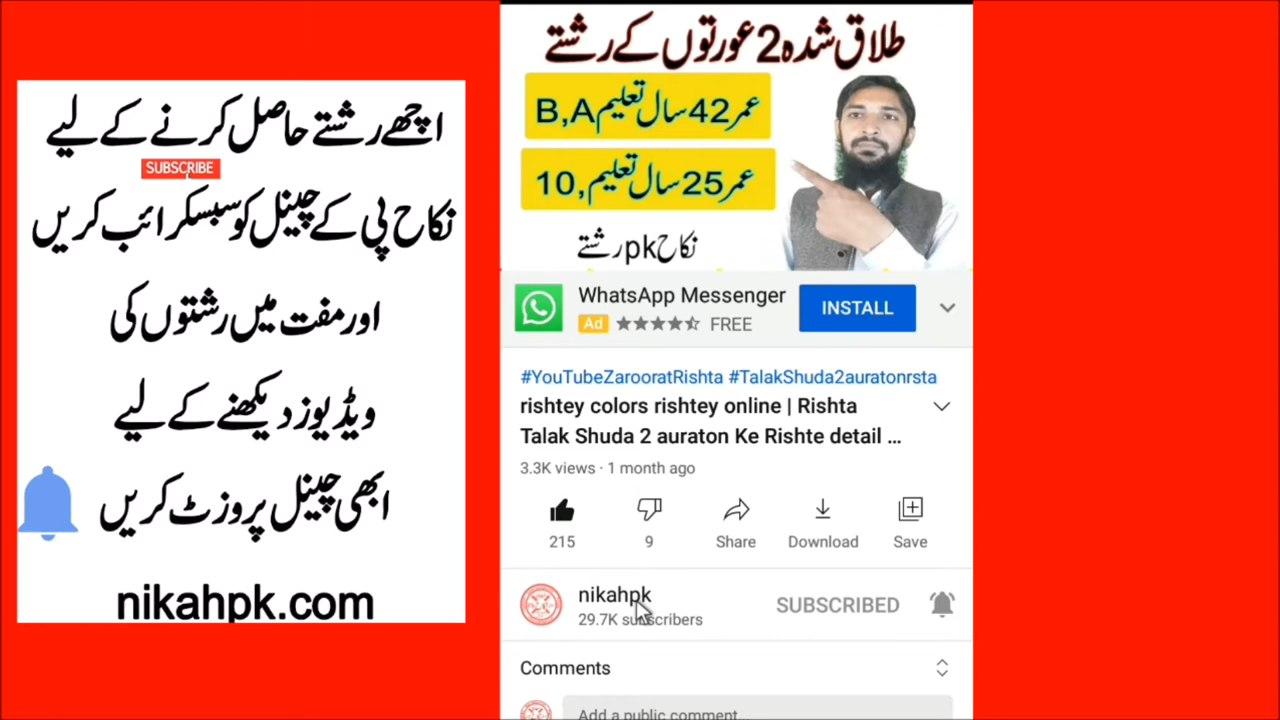 اچھے رشتے حاصل کرنے کے لیے
SUBSCRIBE
نکاح پی کے چینل کو سبسکرائب کریں
اور مفت میں رشتوں کی
ویڈیوز دیکھنے کے لیے
ابھی چینل پر وزٹ کریں
nikahpk.com
طلاق شدہ 2 عورتوں کے رشتے
عمر 42 سال تعلیم B,A
عمر 25 سال تعلیم ,10
نکاح pk رشتے
WhatsApp Messenger
Ad FREE
INSTALL
#YouTubeZarooratRishta #TalakShuda2auratonrsta
rishtey colors rishtey online | Rishta
Talak Shuda 2 auraton Ke Rishte detail ...
3.3K views · 1 month ago
215 9 Share Download Save
nikahpk
29.7K subscribers
SUBSCRIBED
Comments
Add a public comment...